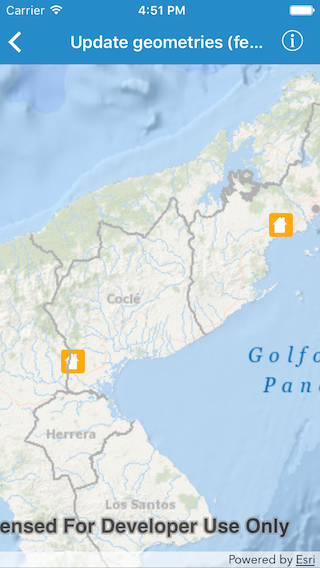 Carrier 4:51 PM
Update geometries (fe...
Coclé
Golfo
Pana
Herrera
Los Santos
ensed For Developer Use Only
Powered by Esri